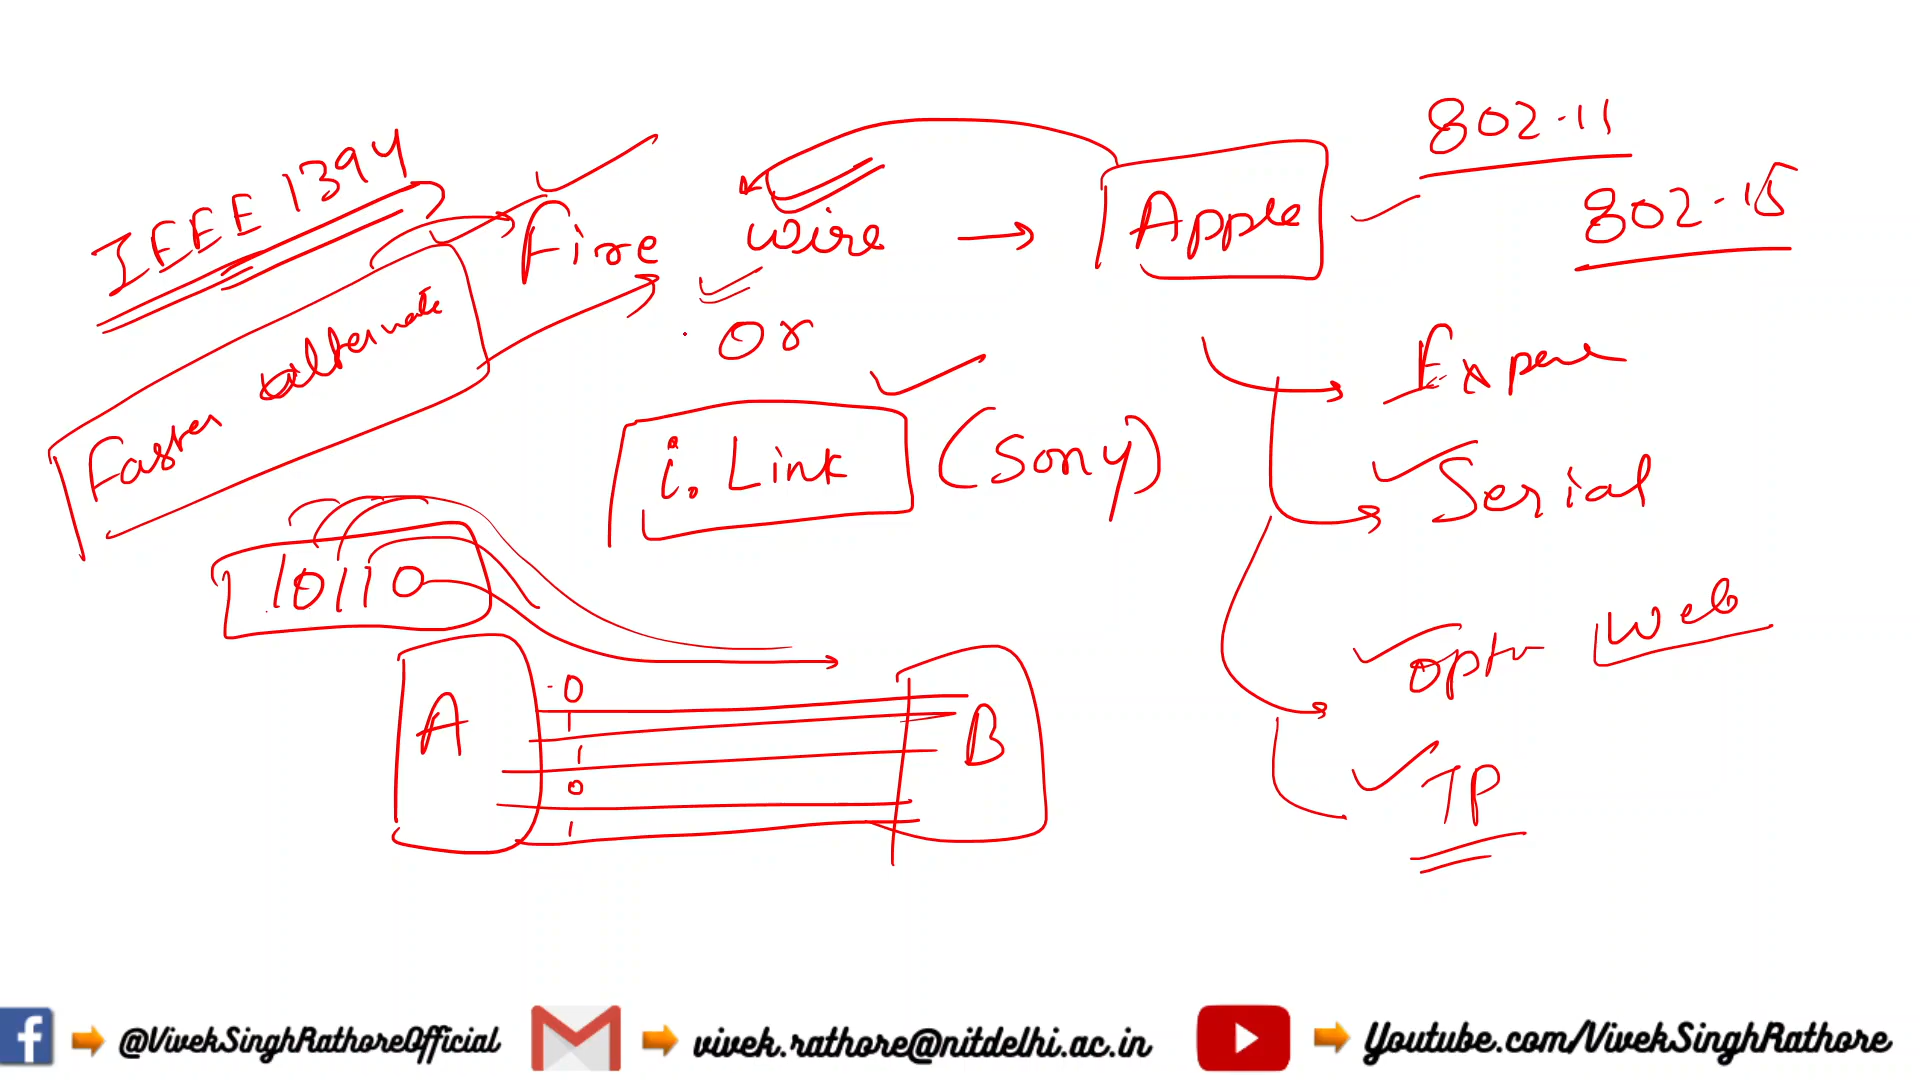 802.11
IEEE 1394
802.15
Fire wire → Apple
Faster alternate
or
i. Link (Sony)
Serial
10110
Web
A B
0
1
1
0
1
TP
@VivekSinghRathoreOfficial
vivek.rathore@nitdelhi.ac.in
Youtube.com/VivekSinghRathore